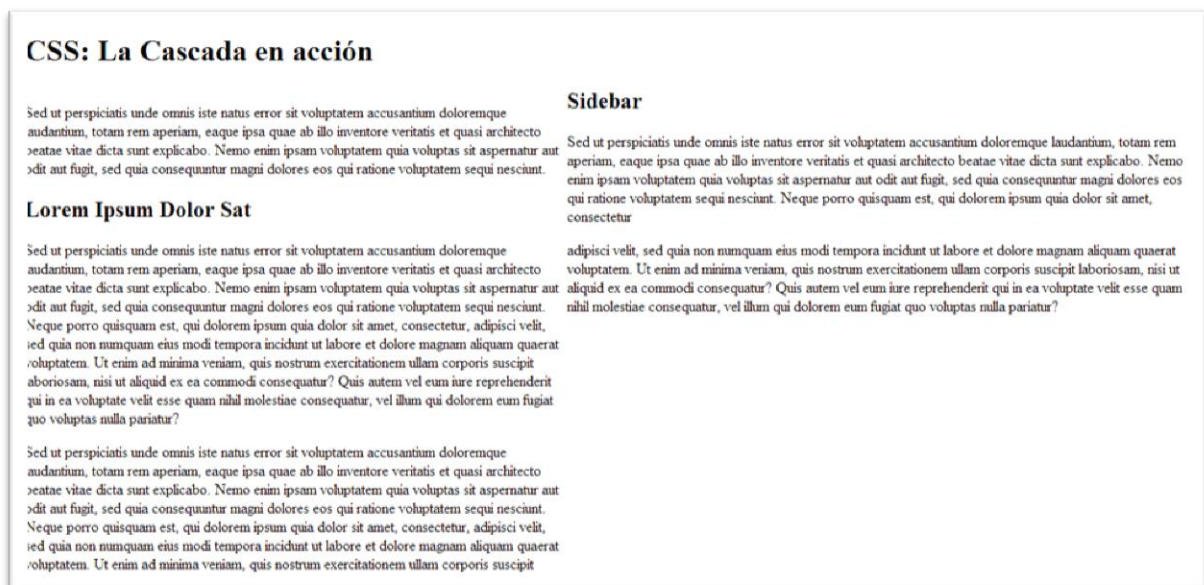 CSS: La Cascada en acción
Sed ut perspiciatis unde omnis iste natus error sit voluptatem accusantium doloremque
audantium, totam rem aperiam, eaque ipsa quae ab illo inventore veritatis et quasi architecto
beatae vitae dicta sunt explicabo. Nemo enim ipsam voluptatem quia voluptas sit aspernatur aut
odit aut fugit, sed quia consequuntur magni dolores eos qui ratione voluptatem sequi nesciunt.
Lorem Ipsum Dolor Sat
Sed ut perspiciatis unde omnis iste natus error sit voluptatem accusantium doloremque
audantium, totam rem aperiam, eaque ipsa quae ab illo inventore veritatis et quasi architecto
beatae vitae dicta sunt explicabo. Nemo enim ipsam voluptatem quia voluptas sit aspernatur aut
odit aut fugit, sed quia consequuntur magni dolores eos qui ratione voluptatem sequi nesciunt.
Neque porro quisquam est, qui dolorem ipsum quia dolor sit amet, consectetur, adipisci velit,
sed quia non numquam eius modi tempora incidunt ut labore et dolore magnam aliquam quaerat
voluptatem. Ut enim ad minima veniam, quis nostrum exercitationem ullam corporis suscipit
aboriosam, nisi ut aliquid ex ea commodi consequatur? Quis autem vel eum iure reprehenderit
qui in ea voluptate velit esse quam nihil molestiae consequatur, vel illum qui dolorem eum fugiat
quo voluptas nulla pariatur?
Sed ut perspiciatis unde omnis iste natus error sit voluptatem accusantium doloremque
audantium, totam rem aperiam, eaque ipsa quae ab illo inventore veritatis et quasi architecto
beatae vitae dicta sunt explicabo. Nemo enim ipsam voluptatem quia voluptas sit aspernatur aut
odit aut fugit, sed quia consequuntur magni dolores eos qui ratione voluptatem sequi nesciunt.
Neque porro quisquam est, qui dolorem ipsum quia dolor sit amet, consectetur, adipisci velit,
sed quia non numquam eius modi tempora incidunt ut labore et dolore magnam aliquam quaerat
voluptatem. Ut enim ad minima veniam, quis nostrum exercitationem ullam corporis suscipit
Sidebar
Sed ut perspiciatis unde omnis iste natus error sit voluptatem accusantium doloremque laudantium, totam rem
aperiam, eaque ipsa quae ab illo inventore veritatis et quasi architecto beatae vitae dicta sunt explicabo. Nemo
enim ipsam voluptatem quia voluptas sit aspernatur aut odit aut fugit, sed quia consequuntur magni dolores eos
qui ratione voluptatem sequi nesciunt. Neque porro quisquam est, qui dolorem ipsum quia dolor sit amet,
consectetur
adipisci velit, sed quia non numquam eius modi tempora incidunt ut labore et dolore magnam aliquam quaerat
voluptatem. Ut enim ad minima veniam, quis nostrum exercitationem ullam corporis suscipit laboriosam, nisi ut
aliquid ex ea commodi consequatur? Quis autem vel eum iure reprehenderit qui in ea voluptate velit esse quam
nihil molestiae consequatur, vel illum qui dolorem eum fugiat quo voluptas nulla pariatur?